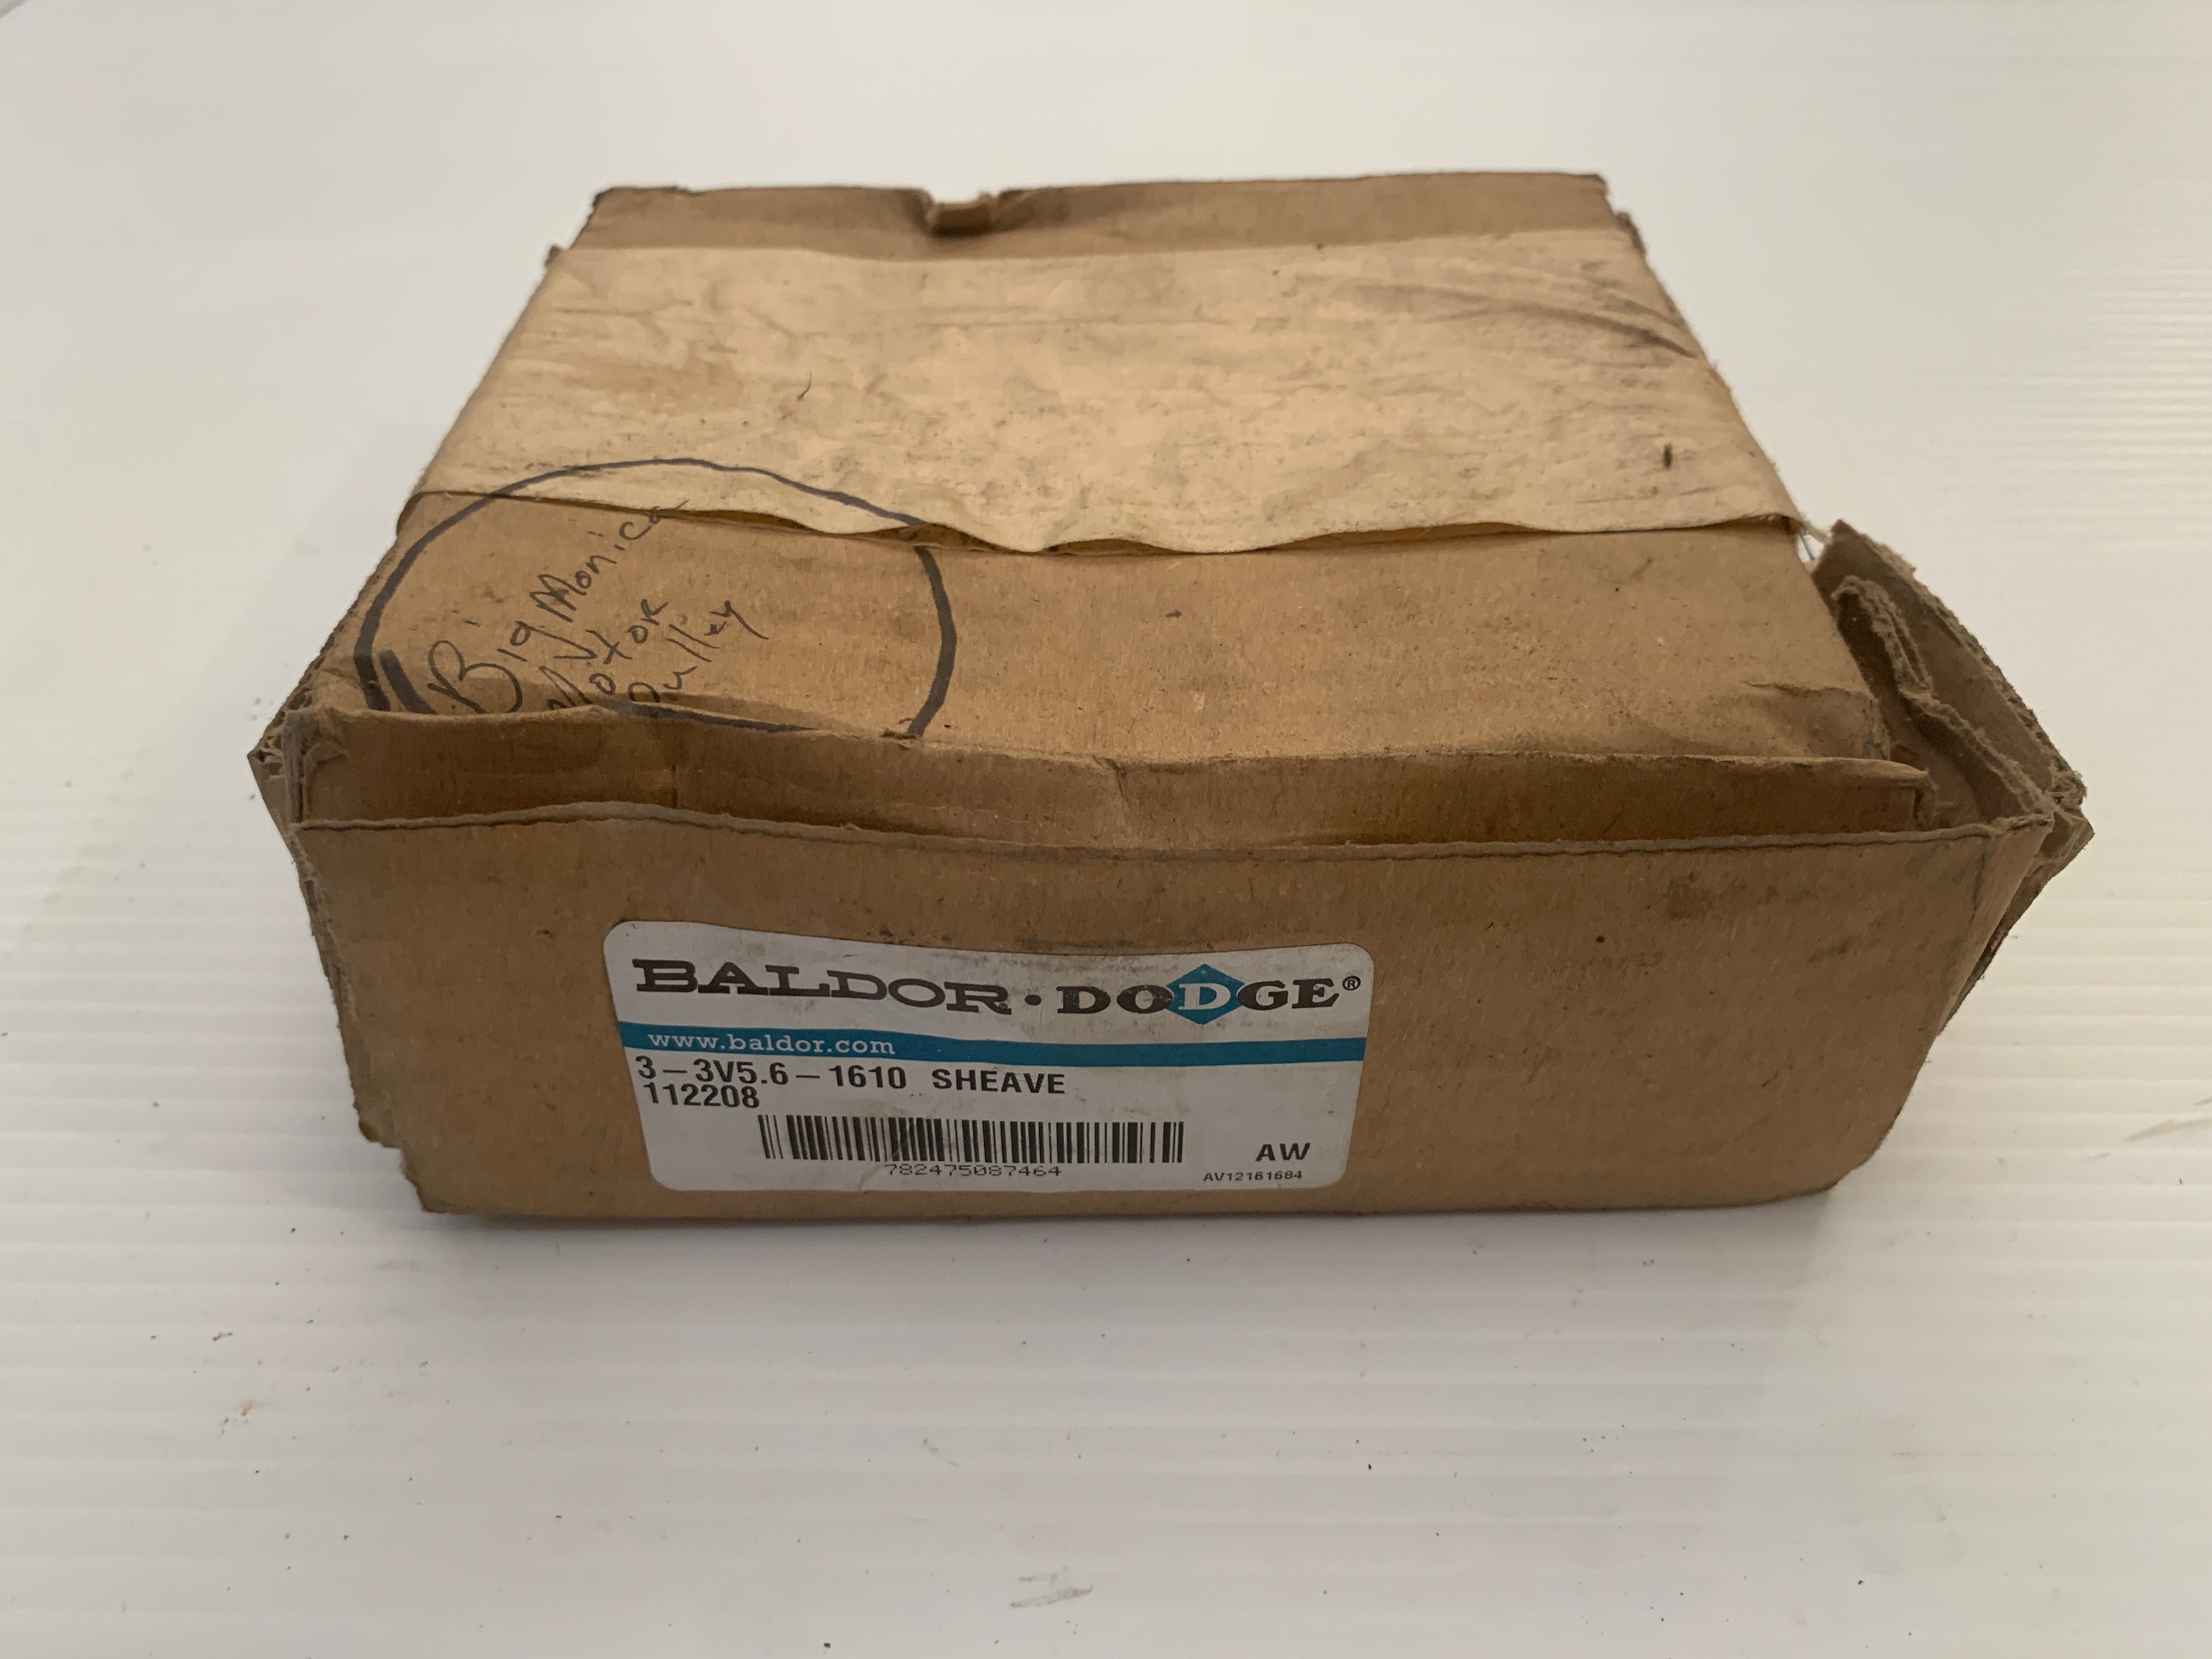 Big Monica
Motor
Pulley
BALDOR · DODGE®
www.baldor.com
3-3V5.6-1610 SHEAVE
112208
782475087464
AW
AV12161684